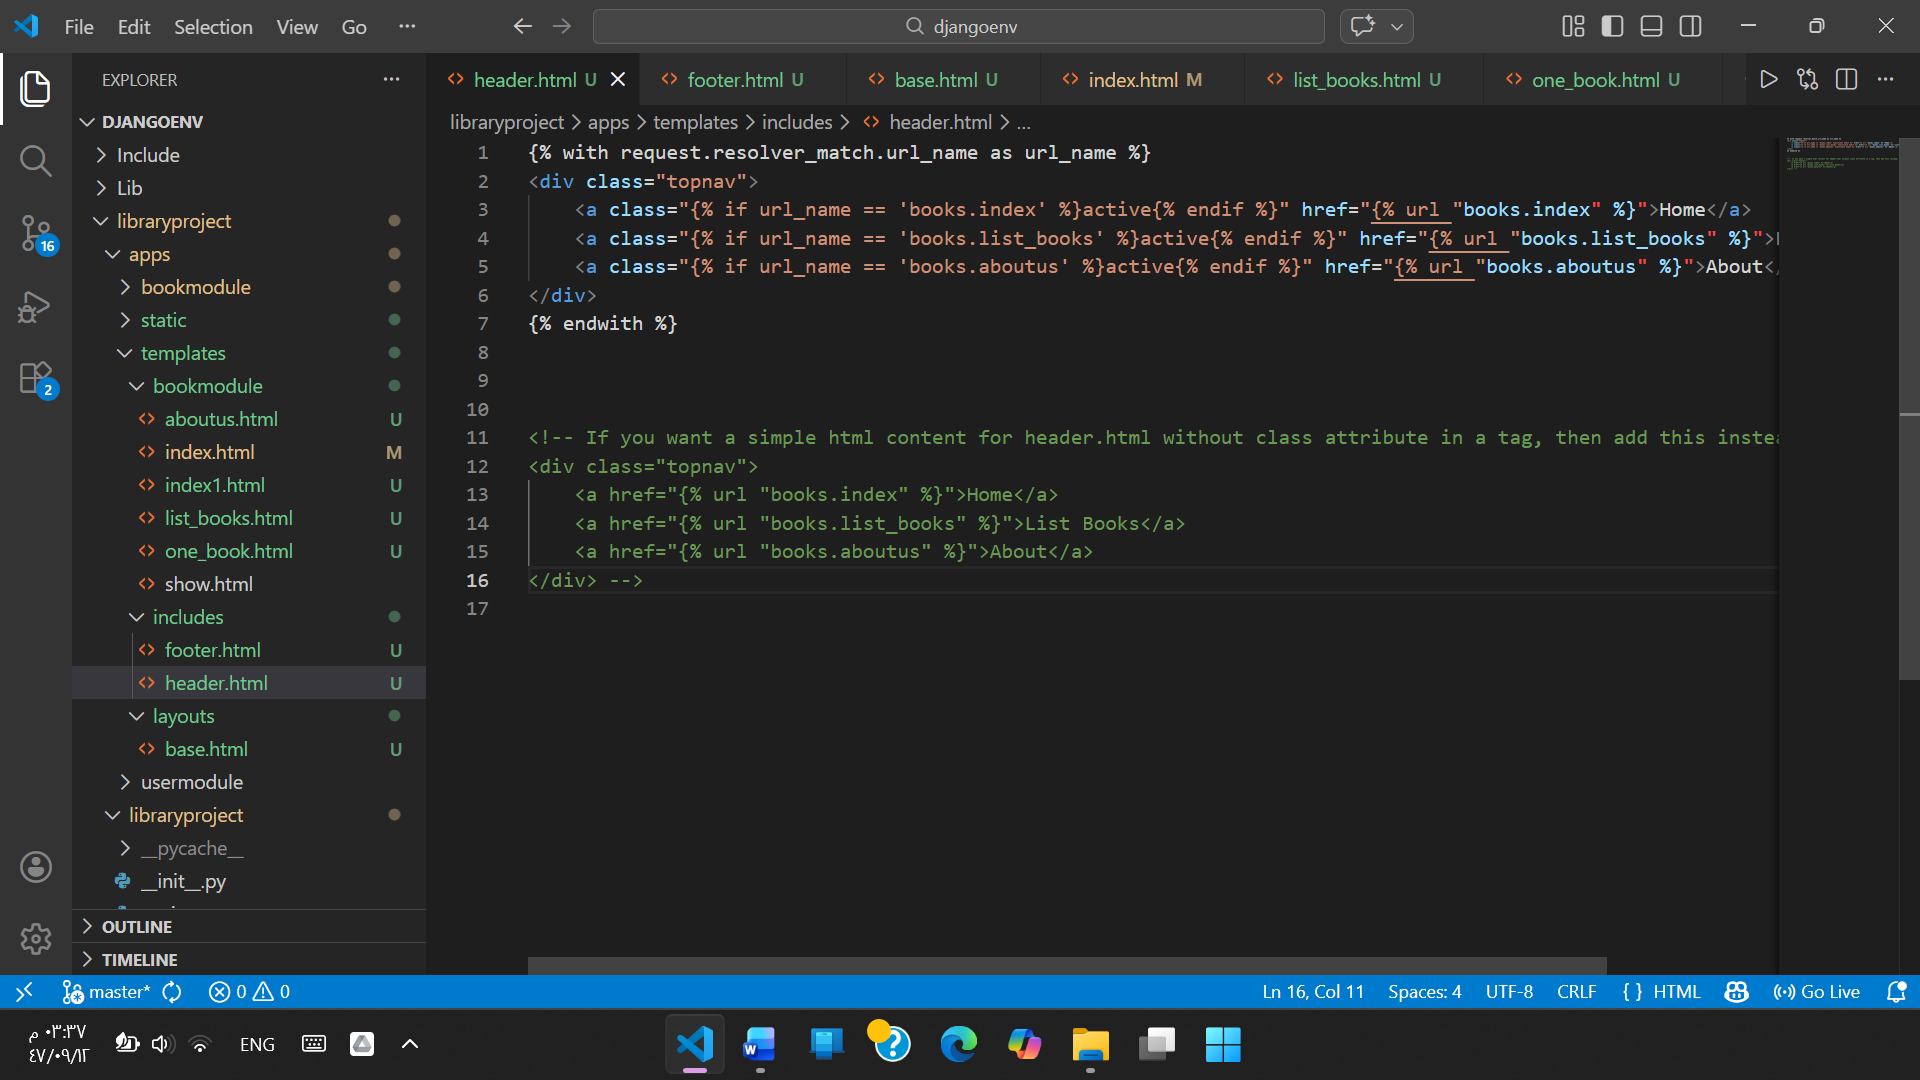 File Edit Selection View Go
djangoenv
EXPLORER
DJANGOENV
Include
Lib
libraryproject
apps
bookmodule
static
templates
bookmodule
aboutus.html U
index.html M
index1.html U
list_books.html U
one_book.html U
show.html
includes
footer.html U
header.html U
layouts
base.html U
usermodule
libraryproject
__pycache__
__init__.py
OUTLINE
TIMELINE
16
2
header.html U footer.html U base.html U index.html M list_books.html U one_book.html U
libraryproject > apps > templates > includes > header.html > ...
1 {% with request.resolver_match.url_name as url_name %}
2 <div class="topnav">
3 <a class="{% if url_name == 'books.index' %}active{% endif %}" href="{% url "books.index" %}">Home</a>
4 <a class="{% if url_name == 'books.list_books' %}active{% endif %}" href="{% url "books.list_books" %}">
5 <a class="{% if url_name == 'books.aboutus' %}active{% endif %}" href="{% url "books.aboutus" %}">About</
6 </div>
7 {% endwith %}
8
9
10
11 <!-- If you want a simple html content for header.html without class attribute in a tag, then add this
12 <div class="topnav">
13 <a href="{% url "books.index" %}">Home</a>
14 <a href="{% url "books.list_books" %}">List Books</a>
15 <a href="{% url "books.aboutus" %}">About</a>
16 </div> -->
17
master* 0 0 Ln 16, Col 11 Spaces: 4 UTF-8 CRLF { } HTML Go Live
٠٣:٣٧ م
٤٧/٠٩/١٢
ENG